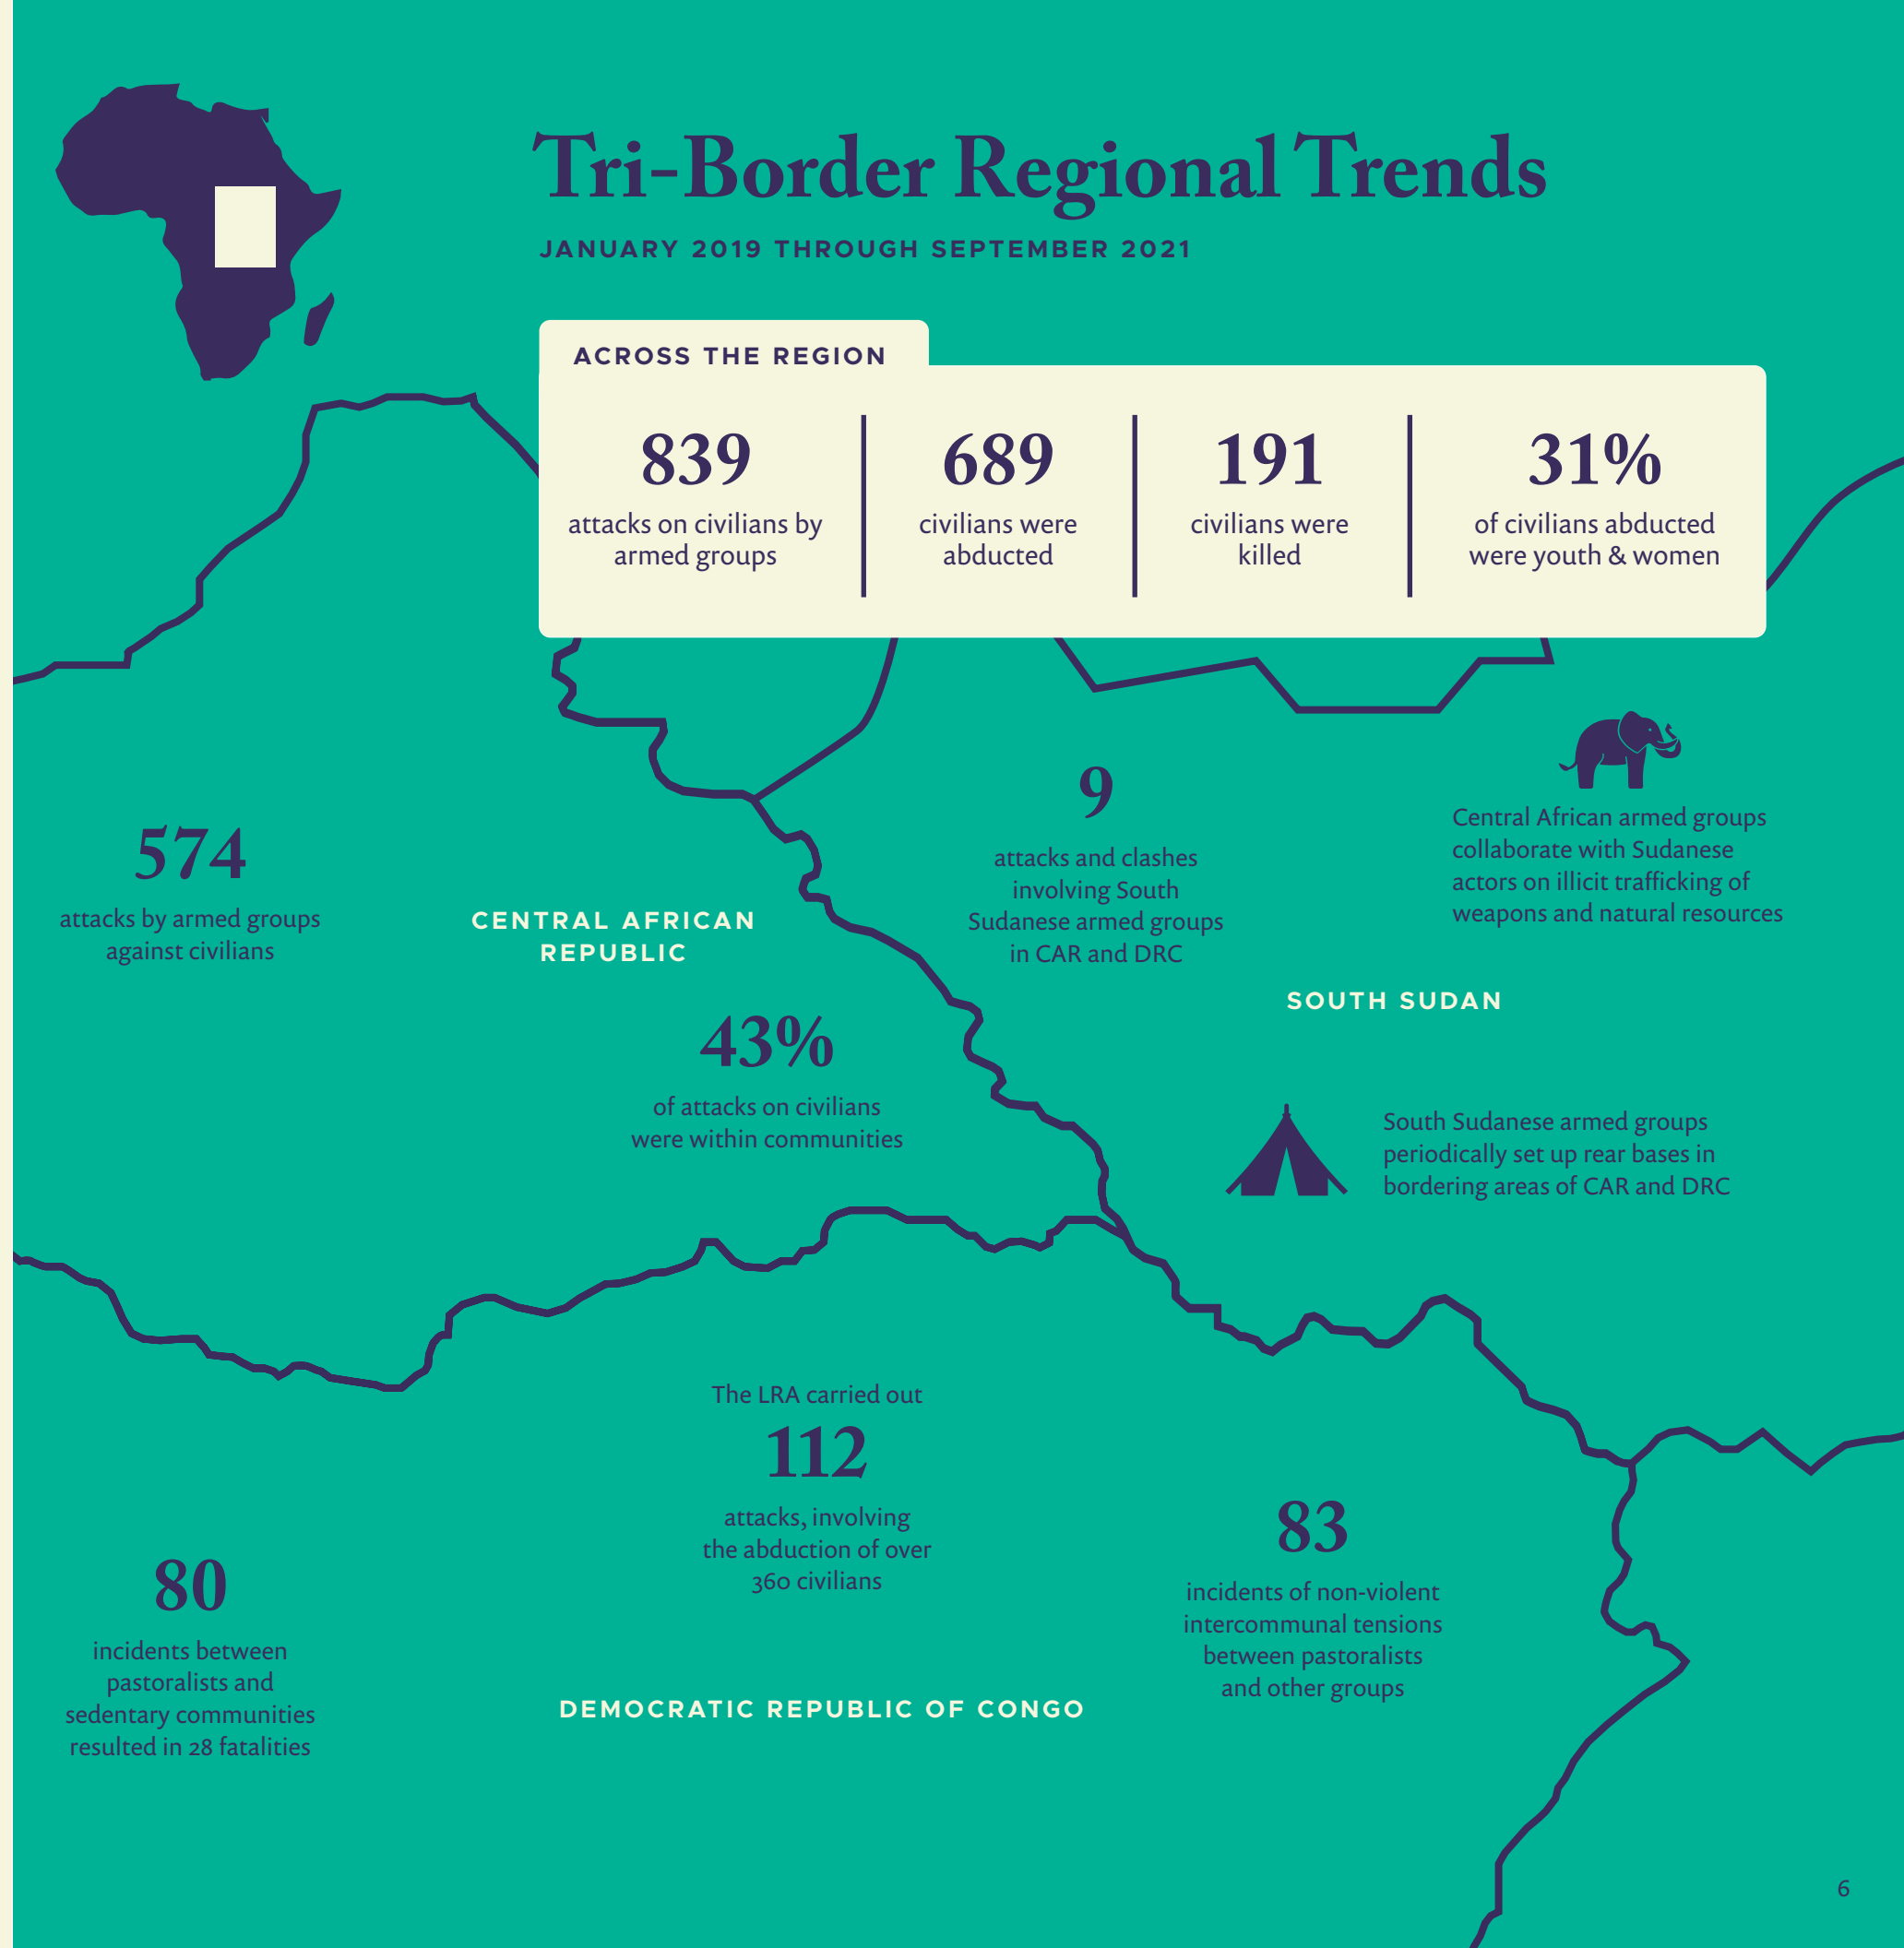 Tri-Border Regional Trends
JANUARY 2019 THROUGH SEPTEMBER 2021
ACROSS THE REGION
839
attacks on civilians by
armed groups
689
civilians were
abducted
191
civilians were
killed
31%
of civilians abducted
were youth & women
574
attacks by armed groups
against civilians
CENTRAL AFRICAN
REPUBLIC
43%
of attacks on civilians
were within communities
9
attacks and clashes
involving South
Sudanese armed groups
in CAR and DRC
Central African armed groups
collaborate with Sudanese
actors on illicit trafficking of
weapons and natural resources
SOUTH SUDAN
South Sudanese armed groups
periodically set up rear bases in
bordering areas of CAR and DRC
The LRA carried out
112
attacks, involving
the abduction of over
360 civilians
80
incidents between
pastoralists and
sedentary communities
resulted in 28 fatalities
83
incidents of non-violent
intercommunal tensions
between pastoralists
and other groups
DEMOCRATIC REPUBLIC OF CONGO
6